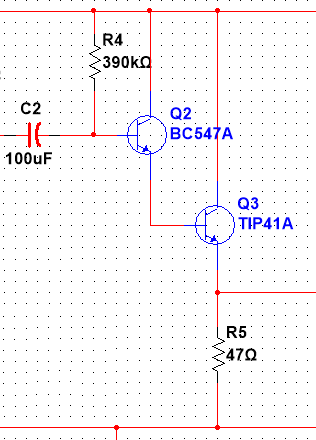 R4
390kΩ
C2
100uF
Q2
BC547A
Q3
TIP41A
R5
47Ω